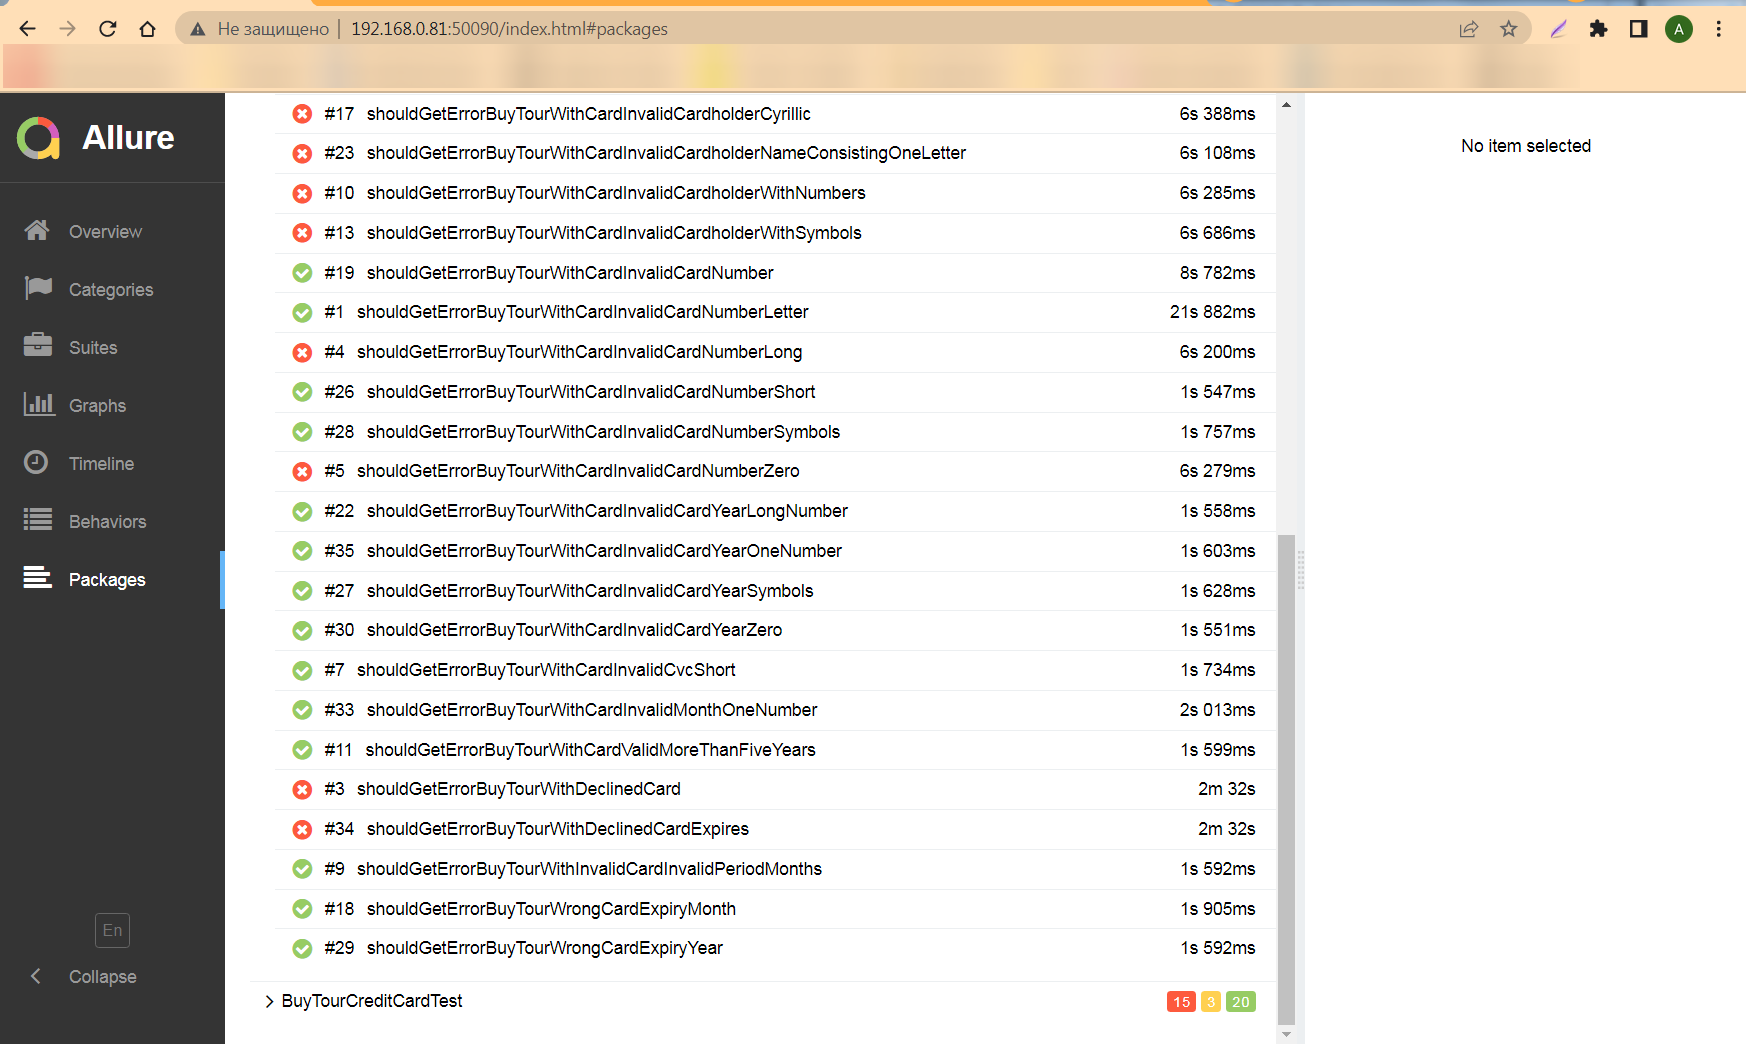 Не защищено | 192.168.0.81:50090/index.html#packages
A
Allure
Overview
Categories
Suites
Graphs
Timeline
Behaviors
Packages
En
Collapse
#17 shouldGetErrorBuyTourWithCardInvalidCardholderCyrillic 6s 388ms
#23 shouldGetErrorBuyTourWithCardInvalidCardholderNameConsistingOneLetter 6s 108ms
#10 shouldGetErrorBuyTourWithCardInvalidCardholderWithNumbers 6s 285ms
#13 shouldGetErrorBuyTourWithCardInvalidCardholderWithSymbols 6s 686ms
#19 shouldGetErrorBuyTourWithCardInvalidCardNumber 8s 782ms
#1 shouldGetErrorBuyTourWithCardInvalidCardNumberLetter 21s 882ms
#4 shouldGetErrorBuyTourWithCardInvalidCardNumberLong 6s 200ms
#26 shouldGetErrorBuyTourWithCardInvalidCardNumberShort 1s 547ms
#28 shouldGetErrorBuyTourWithCardInvalidCardNumberSymbols 1s 757ms
#5 shouldGetErrorBuyTourWithCardInvalidCardNumberZero 6s 279ms
#22 shouldGetErrorBuyTourWithCardInvalidCardYearLongNumber 1s 558ms
#35 shouldGetErrorBuyTourWithCardInvalidCardYearOneNumber 1s 603ms
#27 shouldGetErrorBuyTourWithCardInvalidCardYearSymbols 1s 628ms
#30 shouldGetErrorBuyTourWithCardInvalidCardYearZero 1s 551ms
#7 shouldGetErrorBuyTourWithCardInvalidCvcShort 1s 734ms
#33 shouldGetErrorBuyTourWithCardInvalidMonthOneNumber 2s 013ms
#11 shouldGetErrorBuyTourWithCardValidMoreThanFiveYears 1s 599ms
#3 shouldGetErrorBuyTourWithDeclinedCard 2m 32s
#34 shouldGetErrorBuyTourWithDeclinedCardExpires 2m 32s
#9 shouldGetErrorBuyTourWithInvalidCardInvalidPeriodMonths 1s 592ms
#18 shouldGetErrorBuyTourWrongCardExpiryMonth 1s 905ms
#29 shouldGetErrorBuyTourWrongCardExpiryYear 1s 592ms
BuyTourCreditCardTest 15 3 20
No item selected